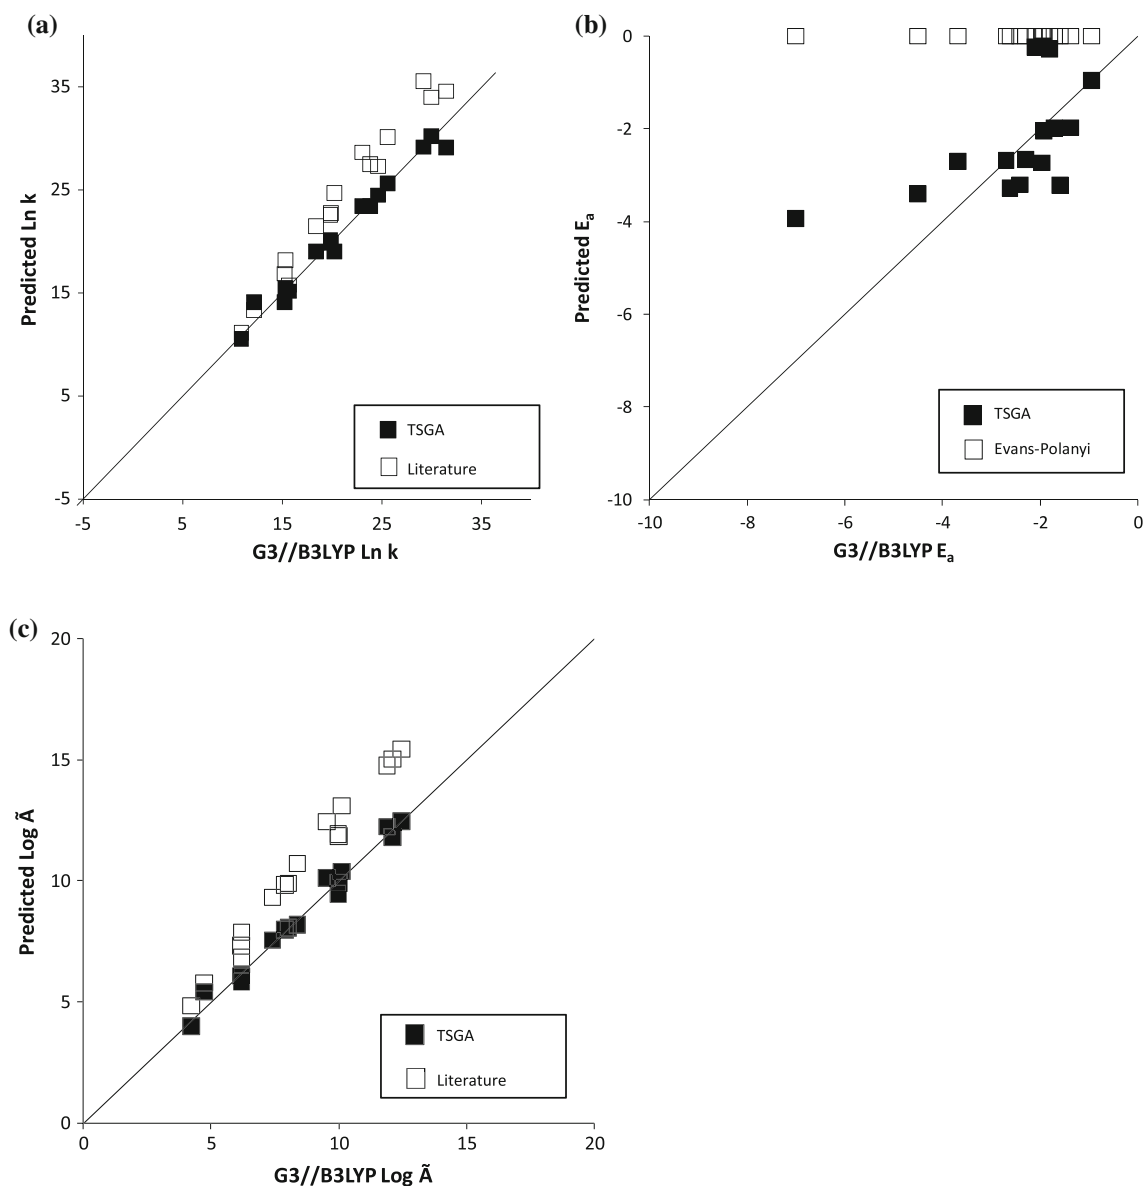 (a)
35
25
15
5
-5
-5
5
15
25
35
Predicted Ln k
G3//B3LYP Ln k
TSGA
Literature
(b)
0
-2
-4
-6
-8
-10
-10
-8
-6
-4
-2
0
Predicted Ea
G3//B3LYP Ea
TSGA
Evans-Polanyi
(c)
20
15
10
5
0
0
5
10
15
20
Predicted Log Ã
G3//B3LYP Log Ã
TSGA
Literature